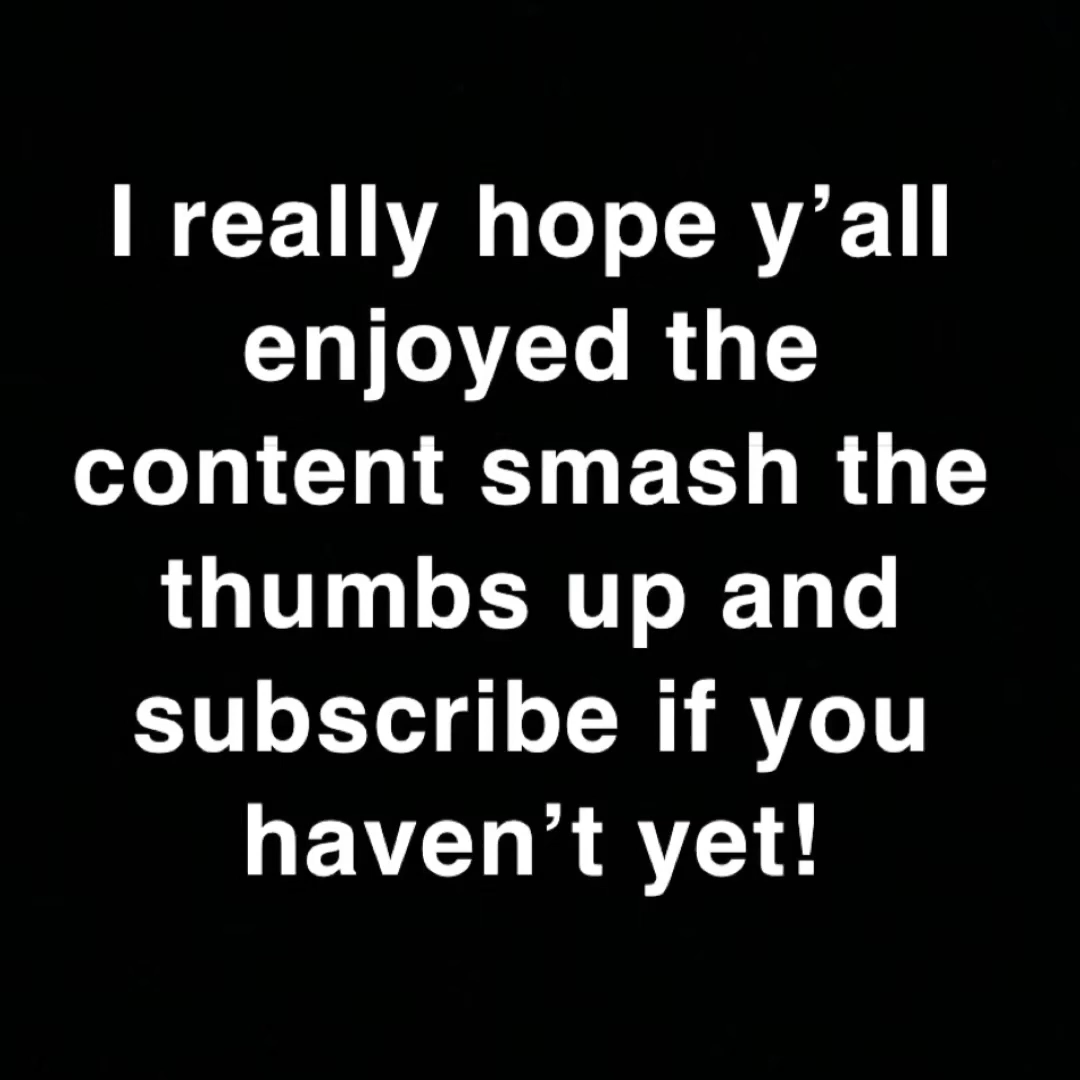 I really hope y’all
enjoyed the
content smash the
thumbs up and
subscribe if you
haven’t yet!